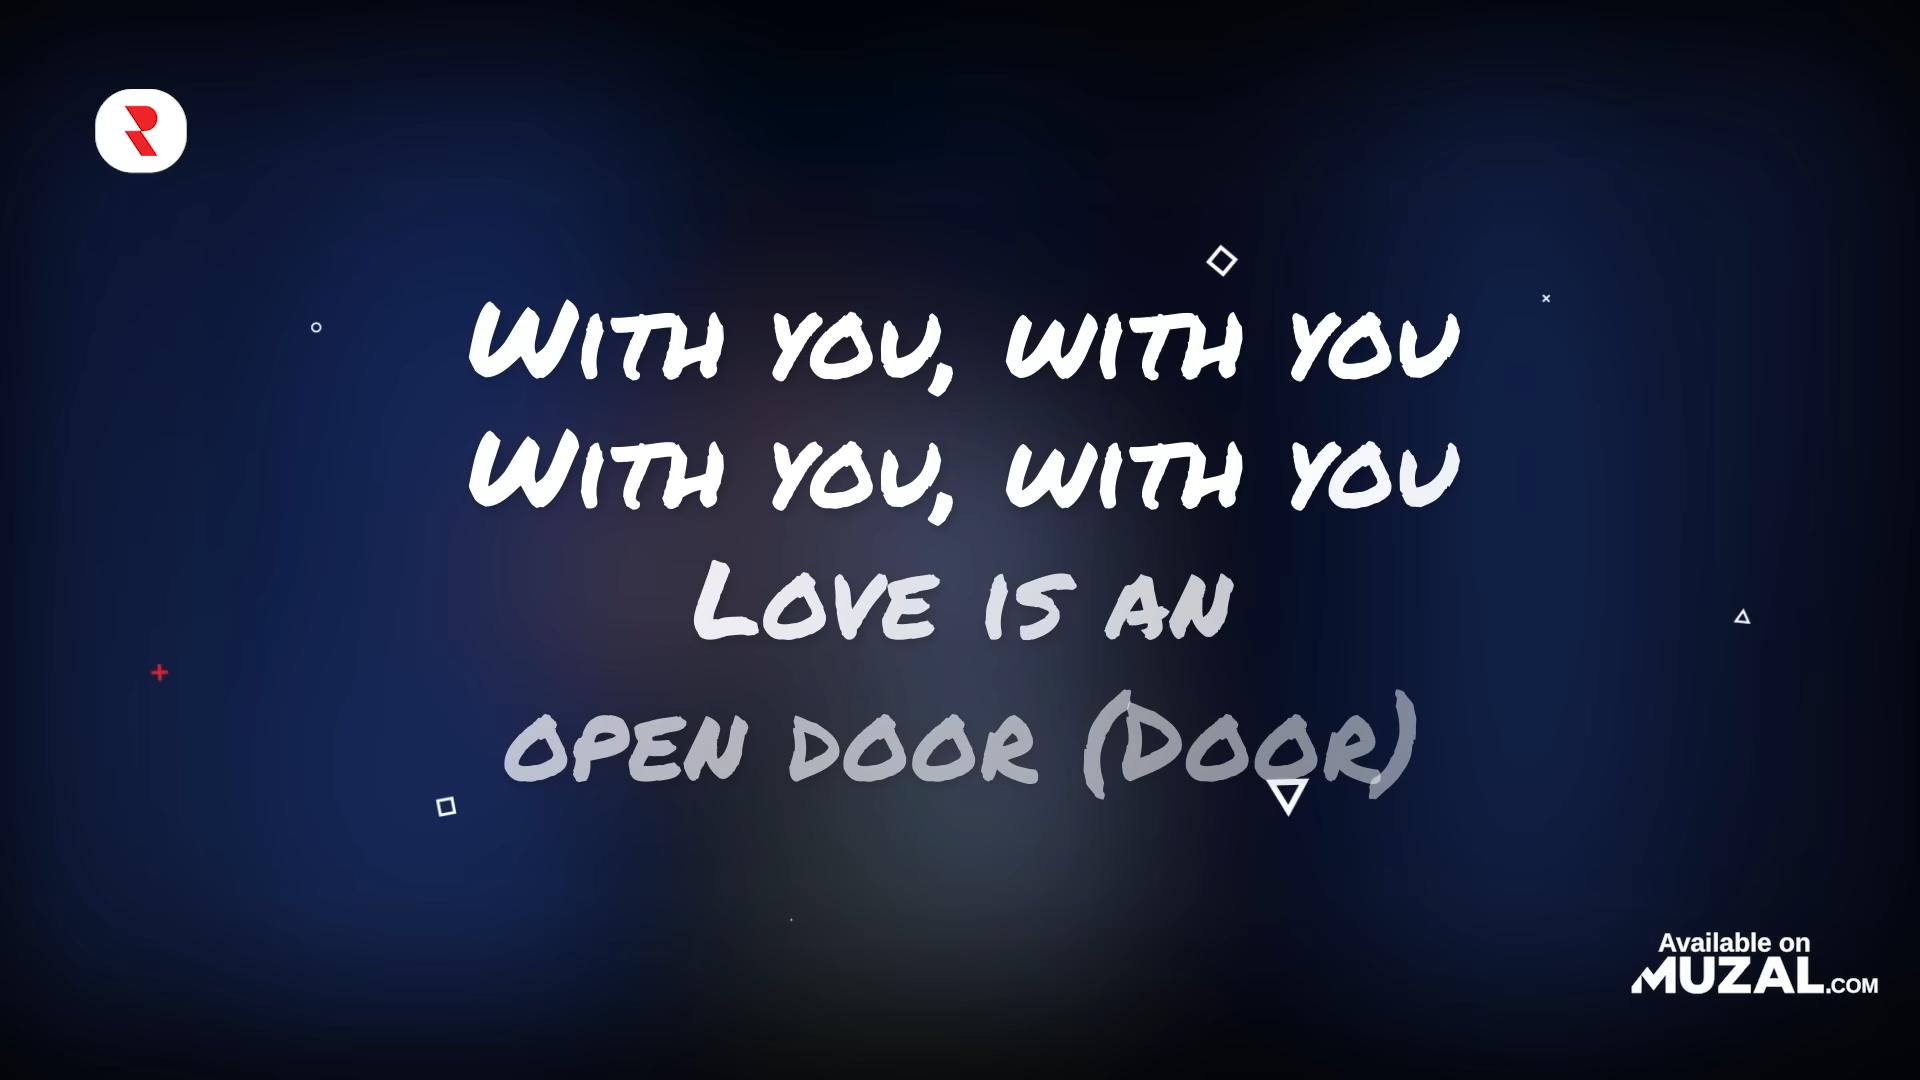 With you, with you
With you, with you
Love is an
open door (Door)
Available on
MUZAL.COM